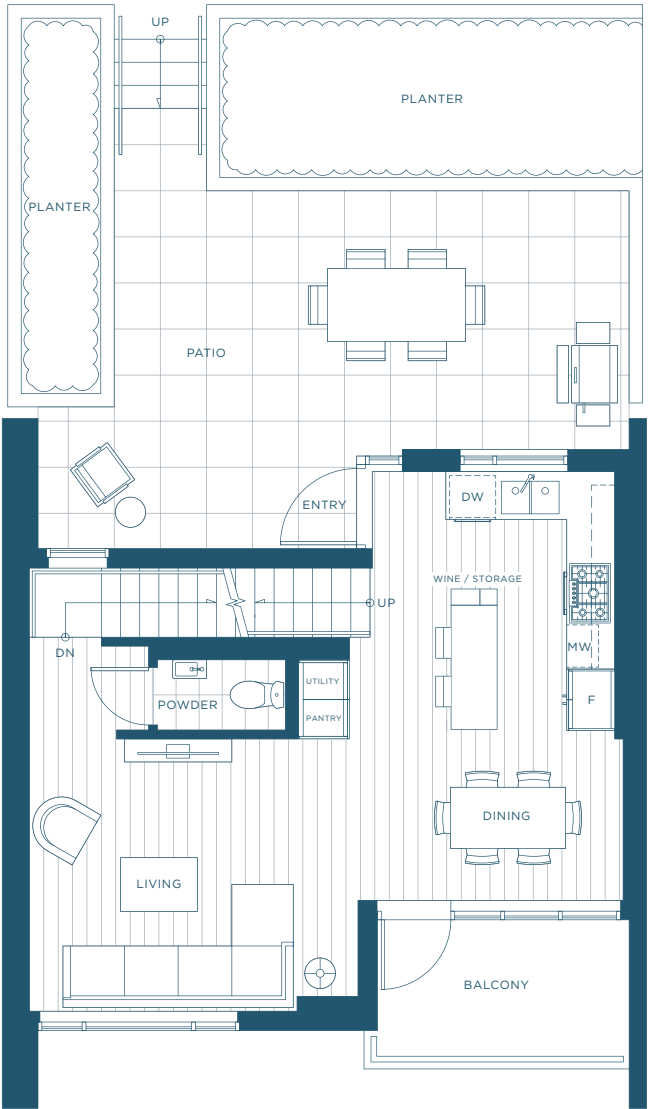 UP
PLANTER
PLANTER
PATIO
ENTRY
DW
WINE / STORAGE
UP
DN
MW
UTILITY
F
POWDER
PANTRY
DINING
LIVING
BALCONY